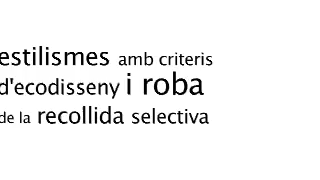 estilismes amb criteris
d'ecodisseny i roba
de la recollida selectiva